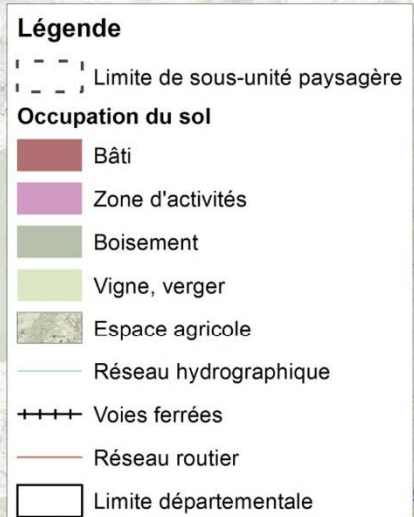 Légende
Limite de sous-unité paysagère
Occupation du sol
Bâti
Zone d'activités
Boisement
Vigne, verger
Espace agricole
Réseau hydrographique
Voies ferrées
Réseau routier
Limite départementale